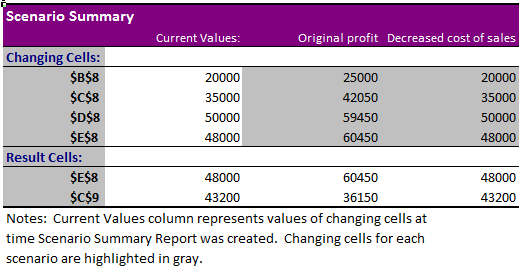 Scenario Summary
Current Values: Original profit Decreased cost of sales
Changing Cells:
$B$8 20000 25000 20000
$C$8 35000 42050 35000
$D$8 50000 59450 50000
$E$8 48000 60450 48000
Result Cells:
$E$8 48000 60450 48000
$C$9 43200 36150 43200
Notes: Current Values column represents values of changing cells at
time Scenario Summary Report was created. Changing cells for each
scenario are highlighted in gray.